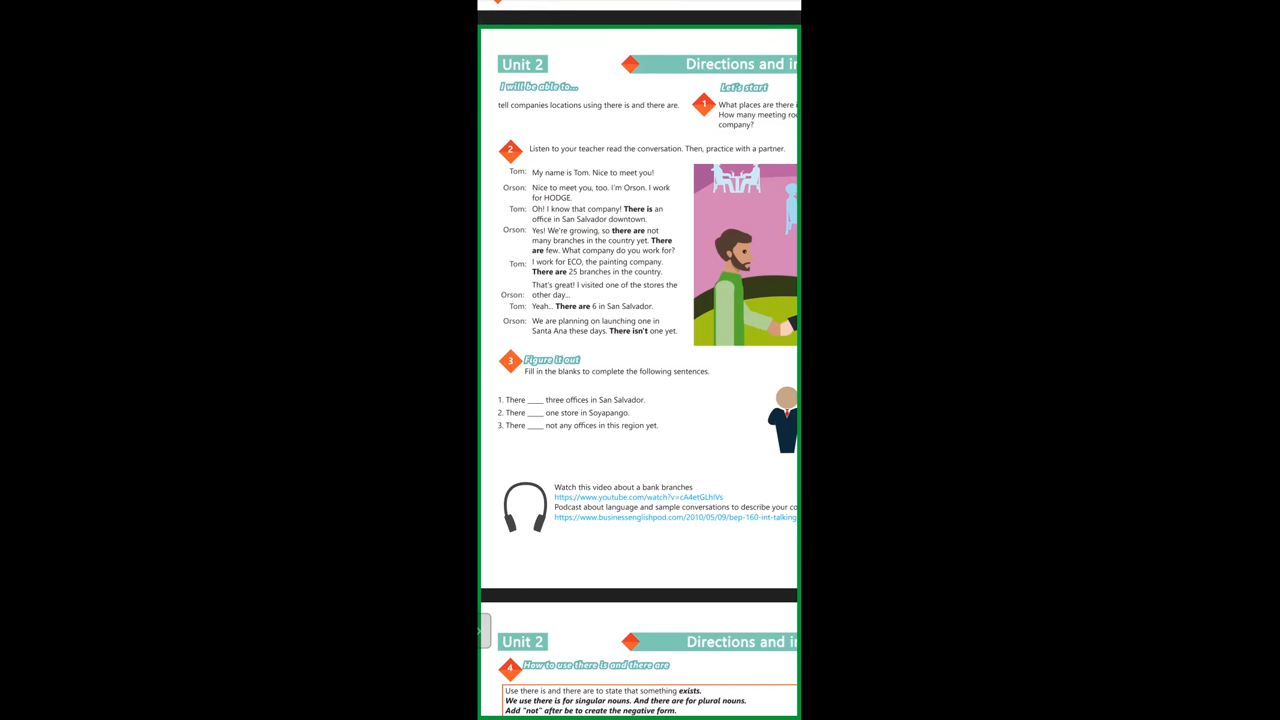 Unit 2
Directions and in
I will be able to...
Let's start
tell companies locations using there is and there are.
1
What places are there i
How many meeting roo
company?
2
Listen to your teacher read the conversation. Then, practice with a partner.
Tom: My name is Tom. Nice to meet you!
Orson: Nice to meet you, too. I'm Orson. I work
for HODGE.
Tom: Oh! I know that company! There is an
office in San Salvador downtown.
Orson: Yes! We're growing, so there are not
many branches in the country yet. There
are few. What company do you work for?
Tom: I work for ECO, the painting company.
There are 25 branches in the country.
That's great! I visited one of the stores the
Orson: other day...
Tom: Yeah... There are 6 in San Salvador.
Orson: We are planning on launching one in
Santa Ana these days. There isn't one yet.
3 Figure it out
Fill in the blanks to complete the following sentences.
1. There ____ three offices in San Salvador.
2. There ____ one store in Soyapango.
3. There ____ not any offices in this region yet.
Watch this video about a bank branches
https://www.youtube.com/watch?v=cA4etGLhIVs
Podcast about language and sample conversations to describe your co
https://www.businessenglishpod.com/2010/05/09/bep-160-int-talking
Unit 2
Directions and in
4 How to use there is and there are
Use there is and there are to state that something exists.
We use there is for singular nouns. And there are for plural nouns.
Add "not" after be to create the negative form.